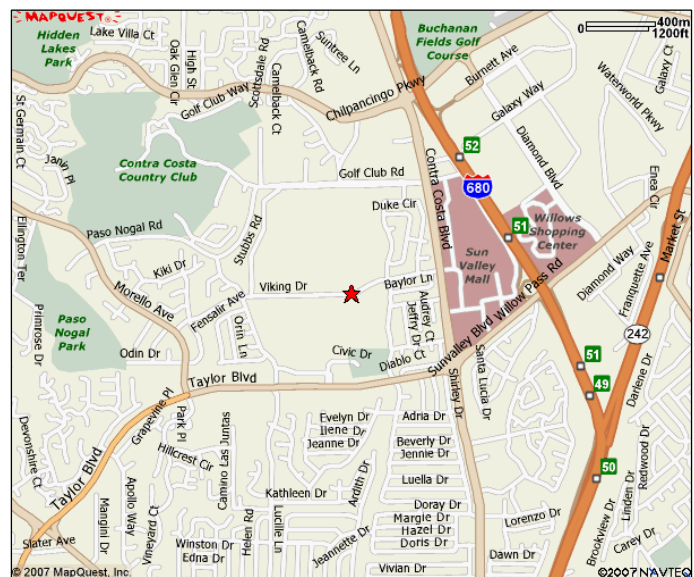 MAPQUEST
Hidden
Lakes
Park
Lake Villa Ct
Oak Glen Cir
High St
Scottsdale Rd
Camelback Rd
Camelback Ct
Suntree Ln
Buchanan
Fields Golf
Course
400m
0
1200ft
Burnett Ave
Galaxy Way
Galaxy Ct
Waterworld Pkwy
Chilpancingo Pkwy
Golf Club Way
St Germain Ct
Janin Pl
Contra Costa
Country Club
Golf Club Rd
Contra Costa Blvd
52
680
Diamond Blvd
Enea Cir
Market St
Duke Cir
Ellington Ter
Paso Nogal Rd
Stubbs Rd
51
Willows
Shopping
Center
Sun
Valley
Mall
Kiki Dr
Morello Ave
Viking Dr
Baylor Ln
Diamond Way
Franquette Ave
Fensalir Ave
Orin Ln
Audrey Ct
Jeffry Dr
Sunvalley Blvd
Willow Pass Rd
Paso
Nogal
Park
Primrose Dr
Odin Dr
Civic Dr
Diablo Ct
242
51
49
Darlene Dr
Taylor Blvd
Santa Lucia Dr
Shirley Dr
Grapevine Pl
Park Pl
Devonshire Ct
Hillcrest Cir
Camino Las Juntas
Evelyn Dr
Ilene Dr
Jeanne Dr
Adria Dr
Beverly Dr
Jennie Dr
Taylor Blvd
Apollo Way
Vineyard Ct
Mangini Dr
Kathleen Dr
Ardith Dr
Luella Dr
50
Redwood Dr
Linden Dr
Helen Rd
Lucille Ln
Doray Dr
Margie Dr
Hazel Dr
Doris Dr
Lorenzo Dr
Brookview Dr
Carey Dr
Slater Ave
Winston Dr
Edna Dr
Jeannette Dr
Dawn Dr
Vivian Dr
© 2007 MapQuest, Inc.
©2007 NAVTEQ